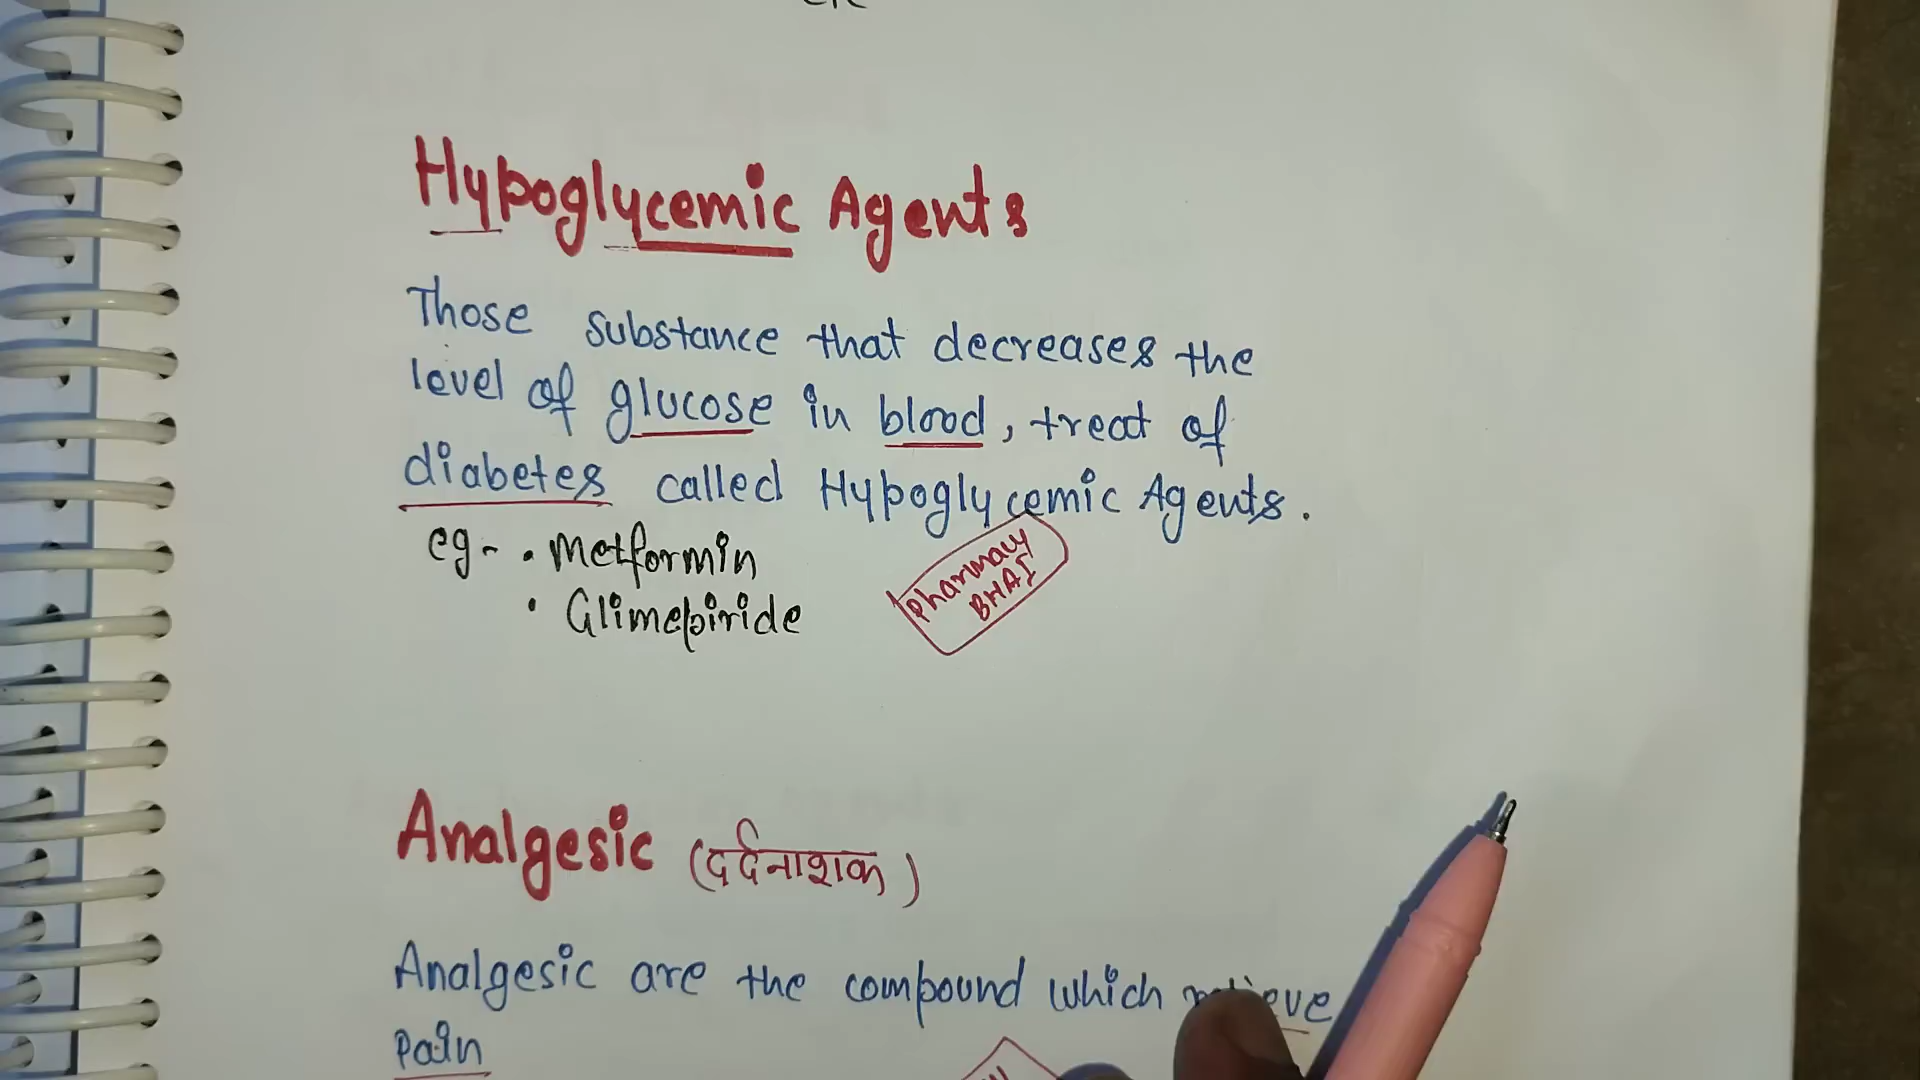 Hypoglycemic Agents
Those substance that decreases the
level of glucose in blood, treat of
diabetes called Hypoglycemic Agents.
eg- • Metformin
• Glimepiride
Pharmacy
BHAI
Analgesic (दर्दनाशक)
Analgesic are the compound which relieve
Pain